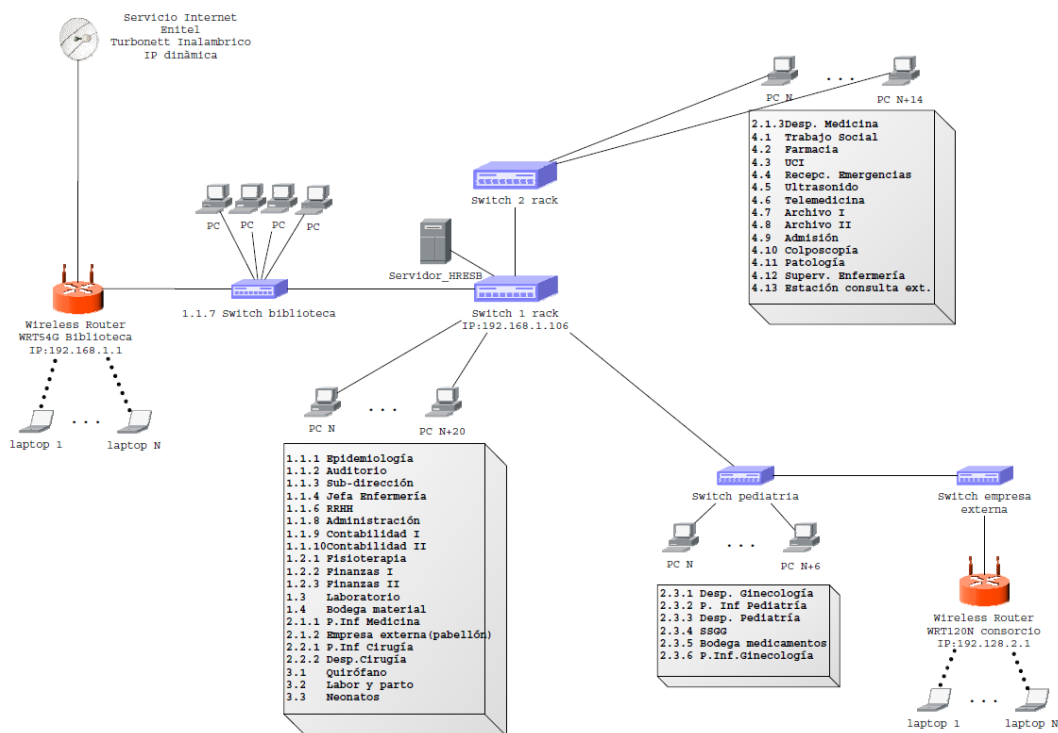 Servicio Internet
Enitel
Turbonett Inalambrico
IP dinàmica
PC N
. . .
PC N+14
2.1.3Desp. Medicina
4.1 Trabajo Social
4.2 Farmacia
4.3 UCI
4.4 Recepc. Emergencias
4.5 Ultrasonido
4.6 Telemedicina
4.7 Archivo I
4.8 Archivo II
4.9 Admisión
4.10 Colposcopía
4.11 Patología
4.12 Superv. Enfermería
4.13 Estación consulta ext.
Switch 2 rack
PC
PC
PC
PC
Servidor_HRESB
1.1.7 Switch biblioteca
Switch 1 rack
IP:192.168.1.106
Wireless Router
WRT54G Biblioteca
IP:192.168.1.1
laptop 1
. . .
laptop N
PC N
. . .
PC N+20
1.1.1 Epidemiología
1.1.2 Auditorio
1.1.3 Sub-dirección
1.1.4 Jefa Enfermería
1.1.6 RRHH
1.1.8 Administración
1.1.9 Contabilidad I
1.1.10Contabilidad II
1.2.1 Fisioterapia
1.2.2 Finanzas I
1.2.3 Finanzas II
1.3 Laboratorio
1.4 Bodega material
2.1.1 P.Inf Medicina
2.1.2 Empresa externa(pabellón)
2.2.1 P.Inf Cirugía
2.2.2 Desp.Cirugía
3.1 Quirófano
3.2 Labor y parto
3.3 Neonatos
Switch pediatria
Switch empresa
externa
PC N
. . .
PC N+6
2.3.1 Desp. Ginecología
2.3.2 P. Inf Pediatría
2.3.3 Desp. Pediatría
2.3.4 SSGG
2.3.5 Bodega medicamentos
2.3.6 P.Inf.Ginecología
Wireless Router
WRT120N consorcio
IP:192.128.2.1
laptop 1
. . .
laptop N